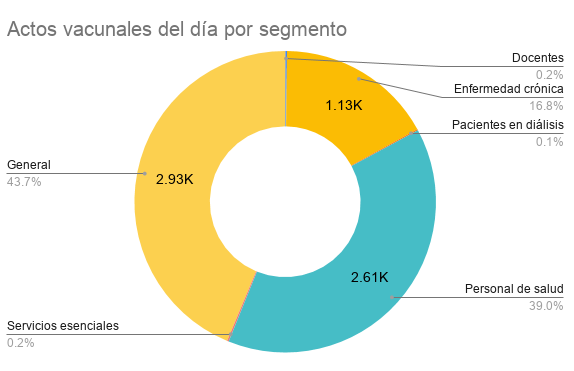 Actos vacunales del día por segmento
Docentes
0.2%
Enfermedad crónica
16.8%
1.13K
Pacientes en diálisis
0.1%
General
43.7%
2.93K
2.61K
Personal de salud
39.0%
Servicios esenciales
0.2%